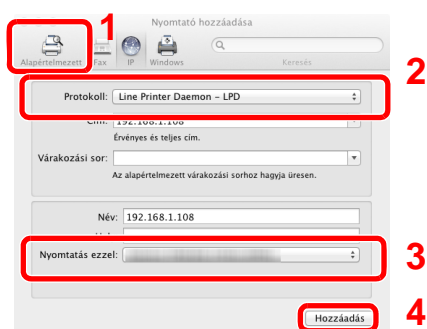 1
Nyomtató hozzáadása
Alapértelmezett Fax IP Windows Keresés
2
Protokoll: Line Printer Daemon – LPD
Cím: 192.168.1.108
Érvényes és teljes cím.
Várakozási sor:
Az alapértelmezett várakozási sorhoz hagyja üresen.
Név: 192.168.1.108
Nyomtatás ezzel:
3
Hozzáadás
4